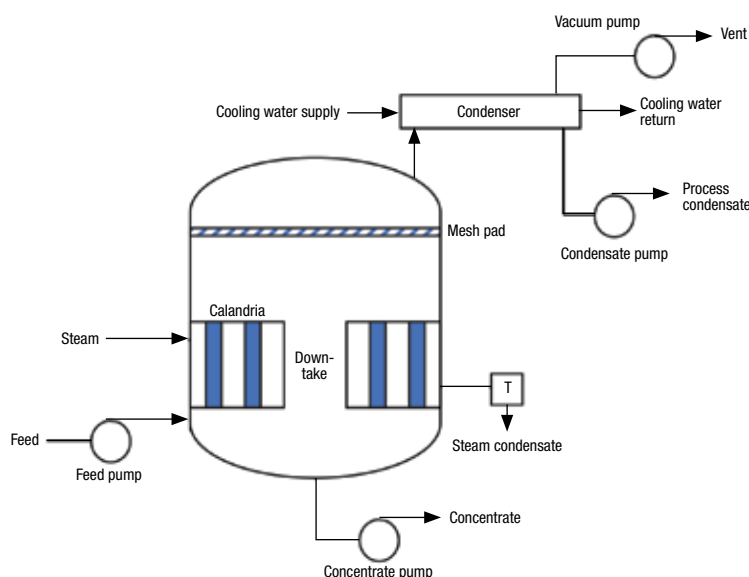 Vacuum pump
Vent
Cooling water supply
Condenser
Cooling water
return
Process
condensate
Mesh pad
Condensate pump
Calandria
Steam
Down-
take
T
Feed
Steam condensate
Feed pump
Concentrate
Concentrate pump